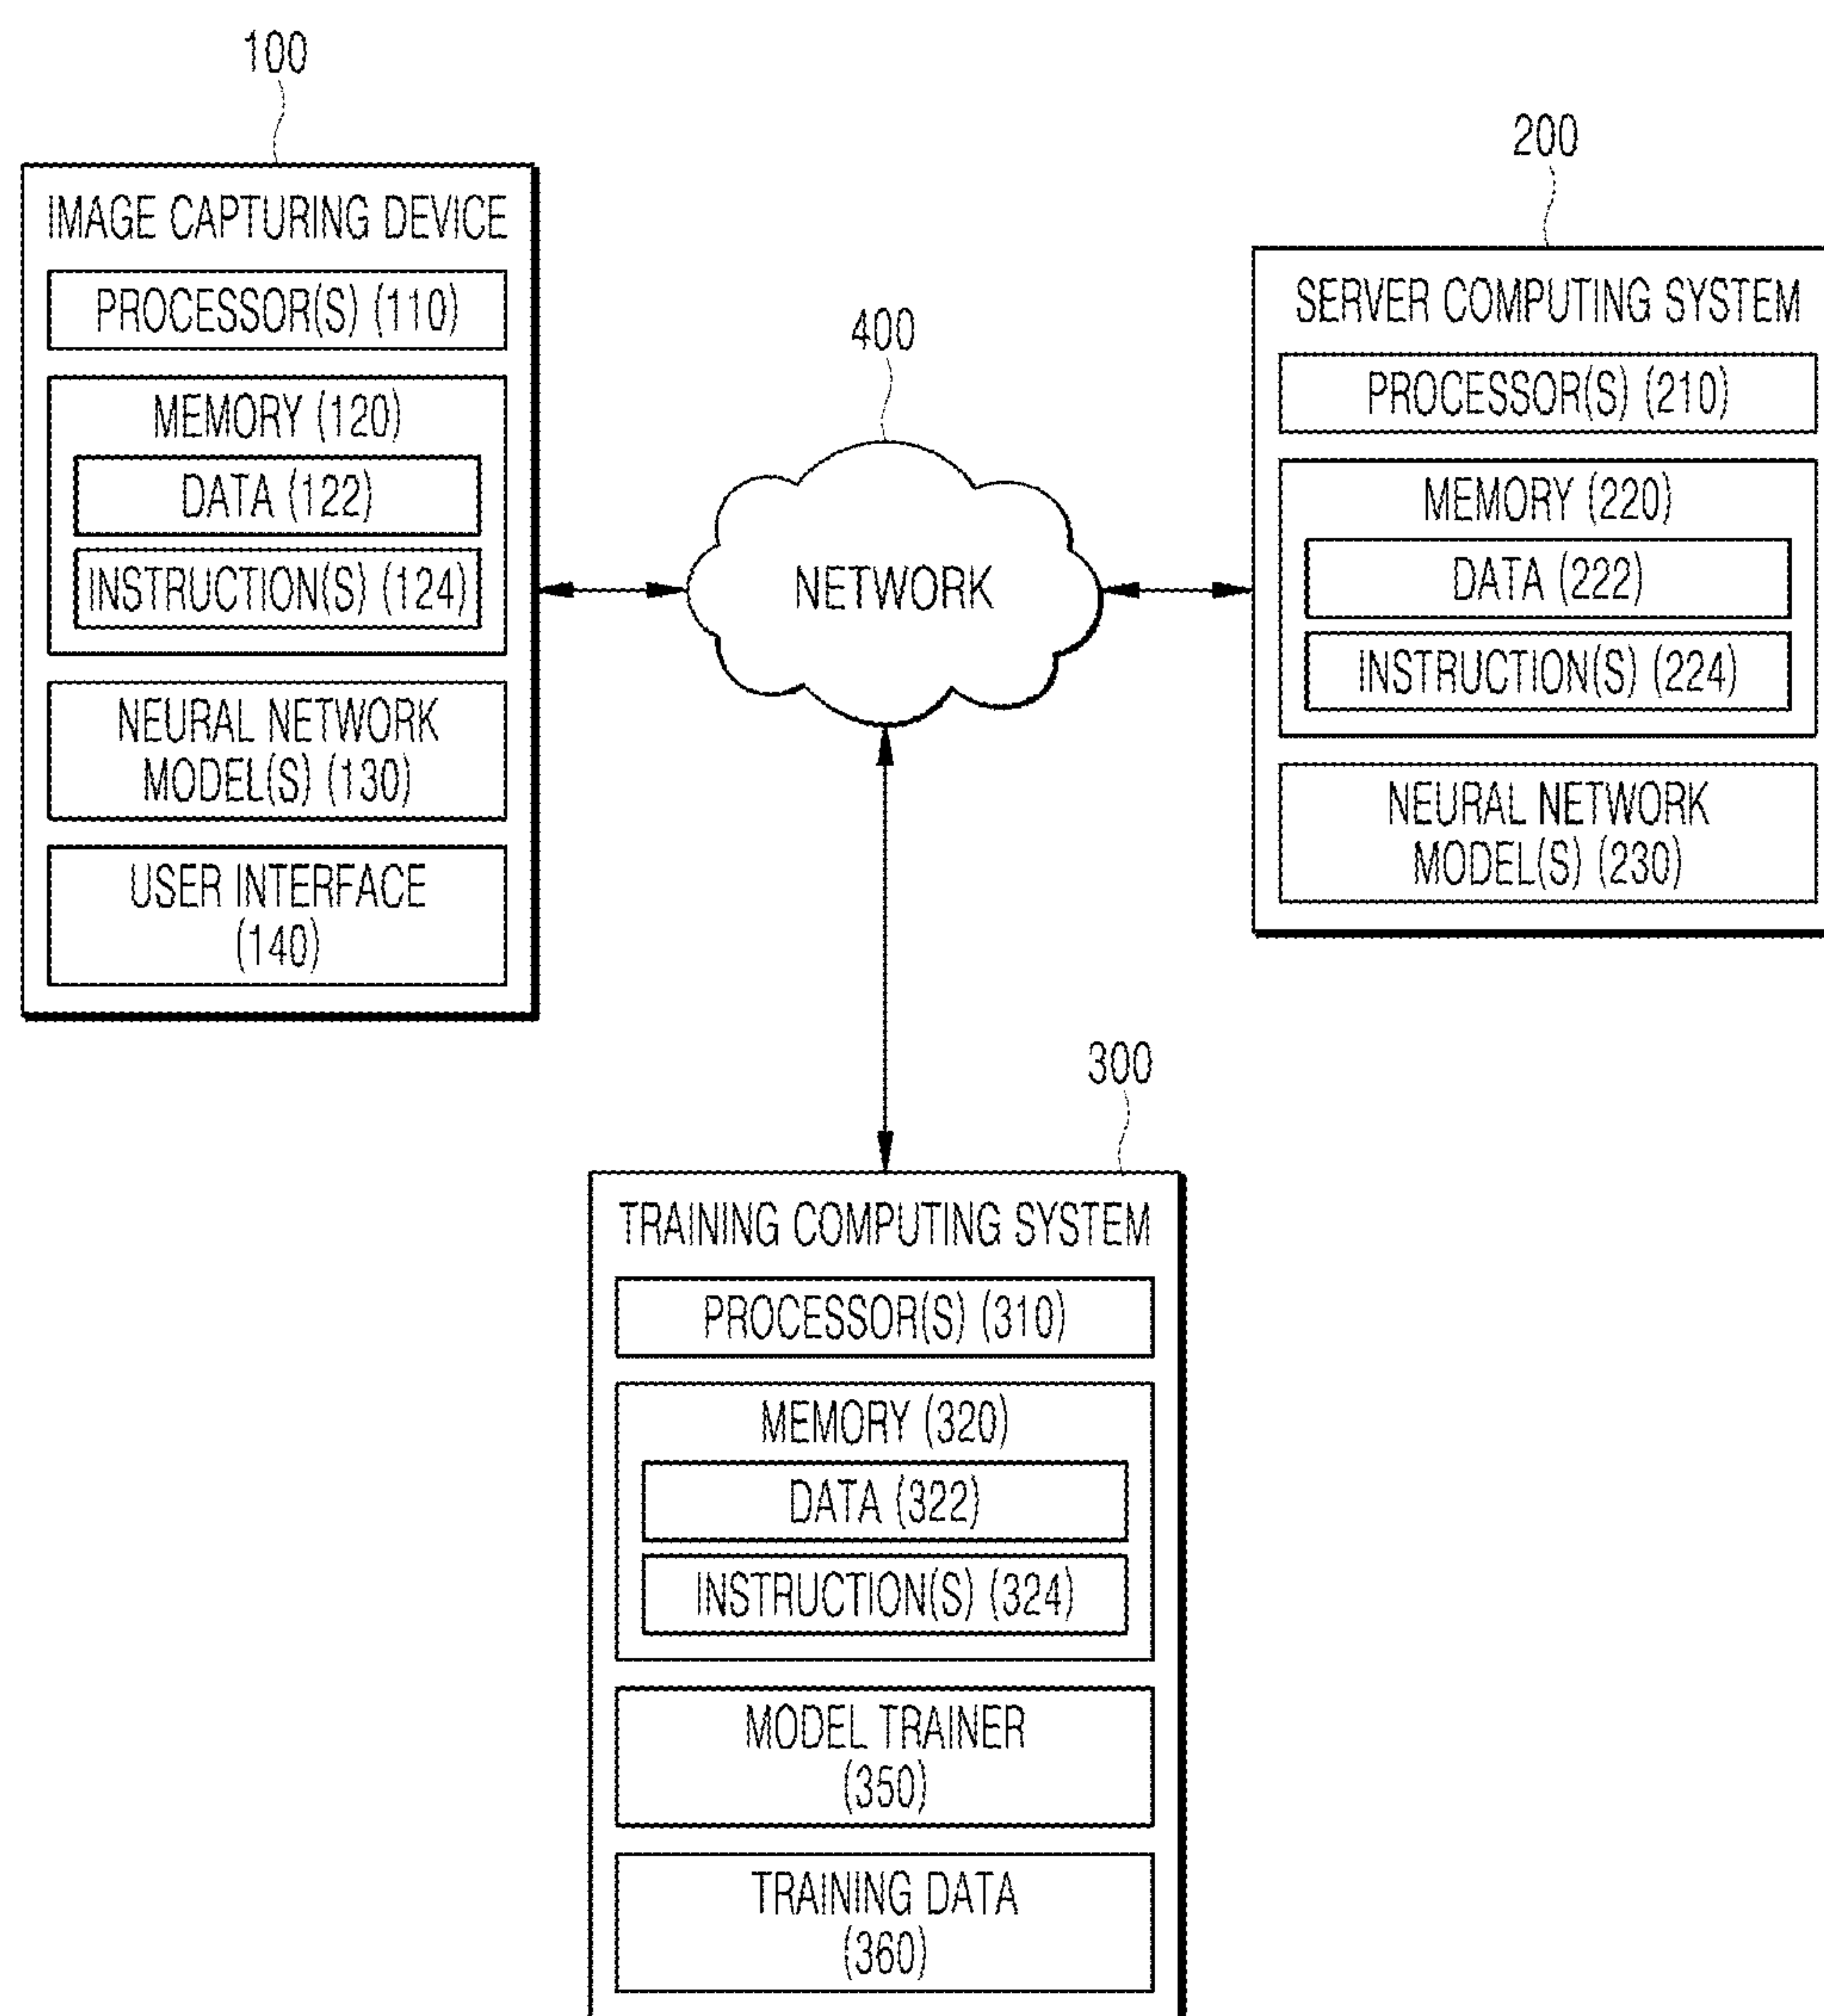 100
IMAGE CAPTURING DEVICE
PROCESSOR(S) (110)
MEMORY (120)
DATA (122)
INSTRUCTION(S) (124)
NEURAL NETWORK
MODEL(S) (130)
USER INTERFACE
(140)
400
NETWORK
200
SERVER COMPUTING SYSTEM
PROCESSOR(S) (210)
MEMORY (220)
DATA (222)
INSTRUCTION(S) (224)
NEURAL NETWORK
MODEL(S) (230)
300
TRAINING COMPUTING SYSTEM
PROCESSOR(S) (310)
MEMORY (320)
DATA (322)
INSTRUCTION(S) (324)
MODEL TRAINER
(350)
TRAINING DATA
(360)